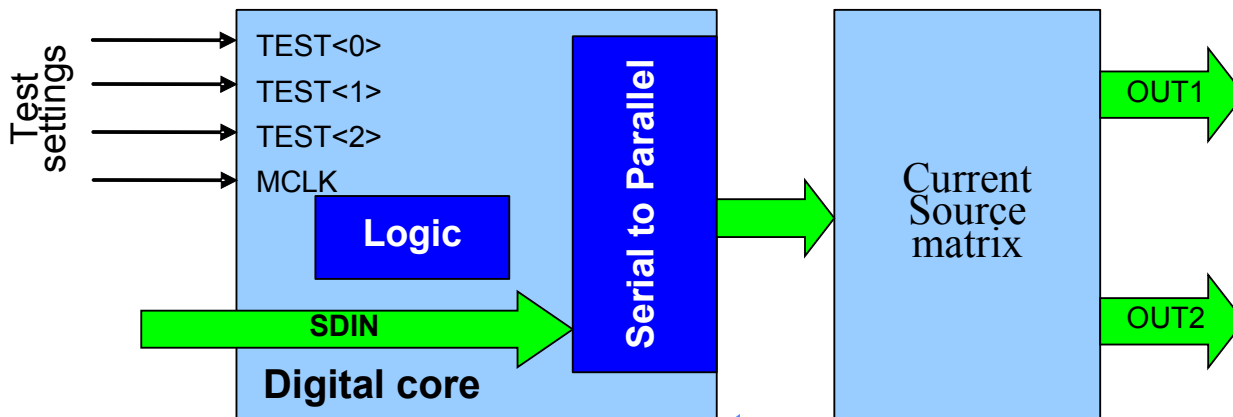 Test
settings
TEST<0>
TEST<1>
TEST<2>
MCLK
Logic
SDIN
Serial to Parallel
Digital core
Current
Source
matrix
OUT1
OUT2